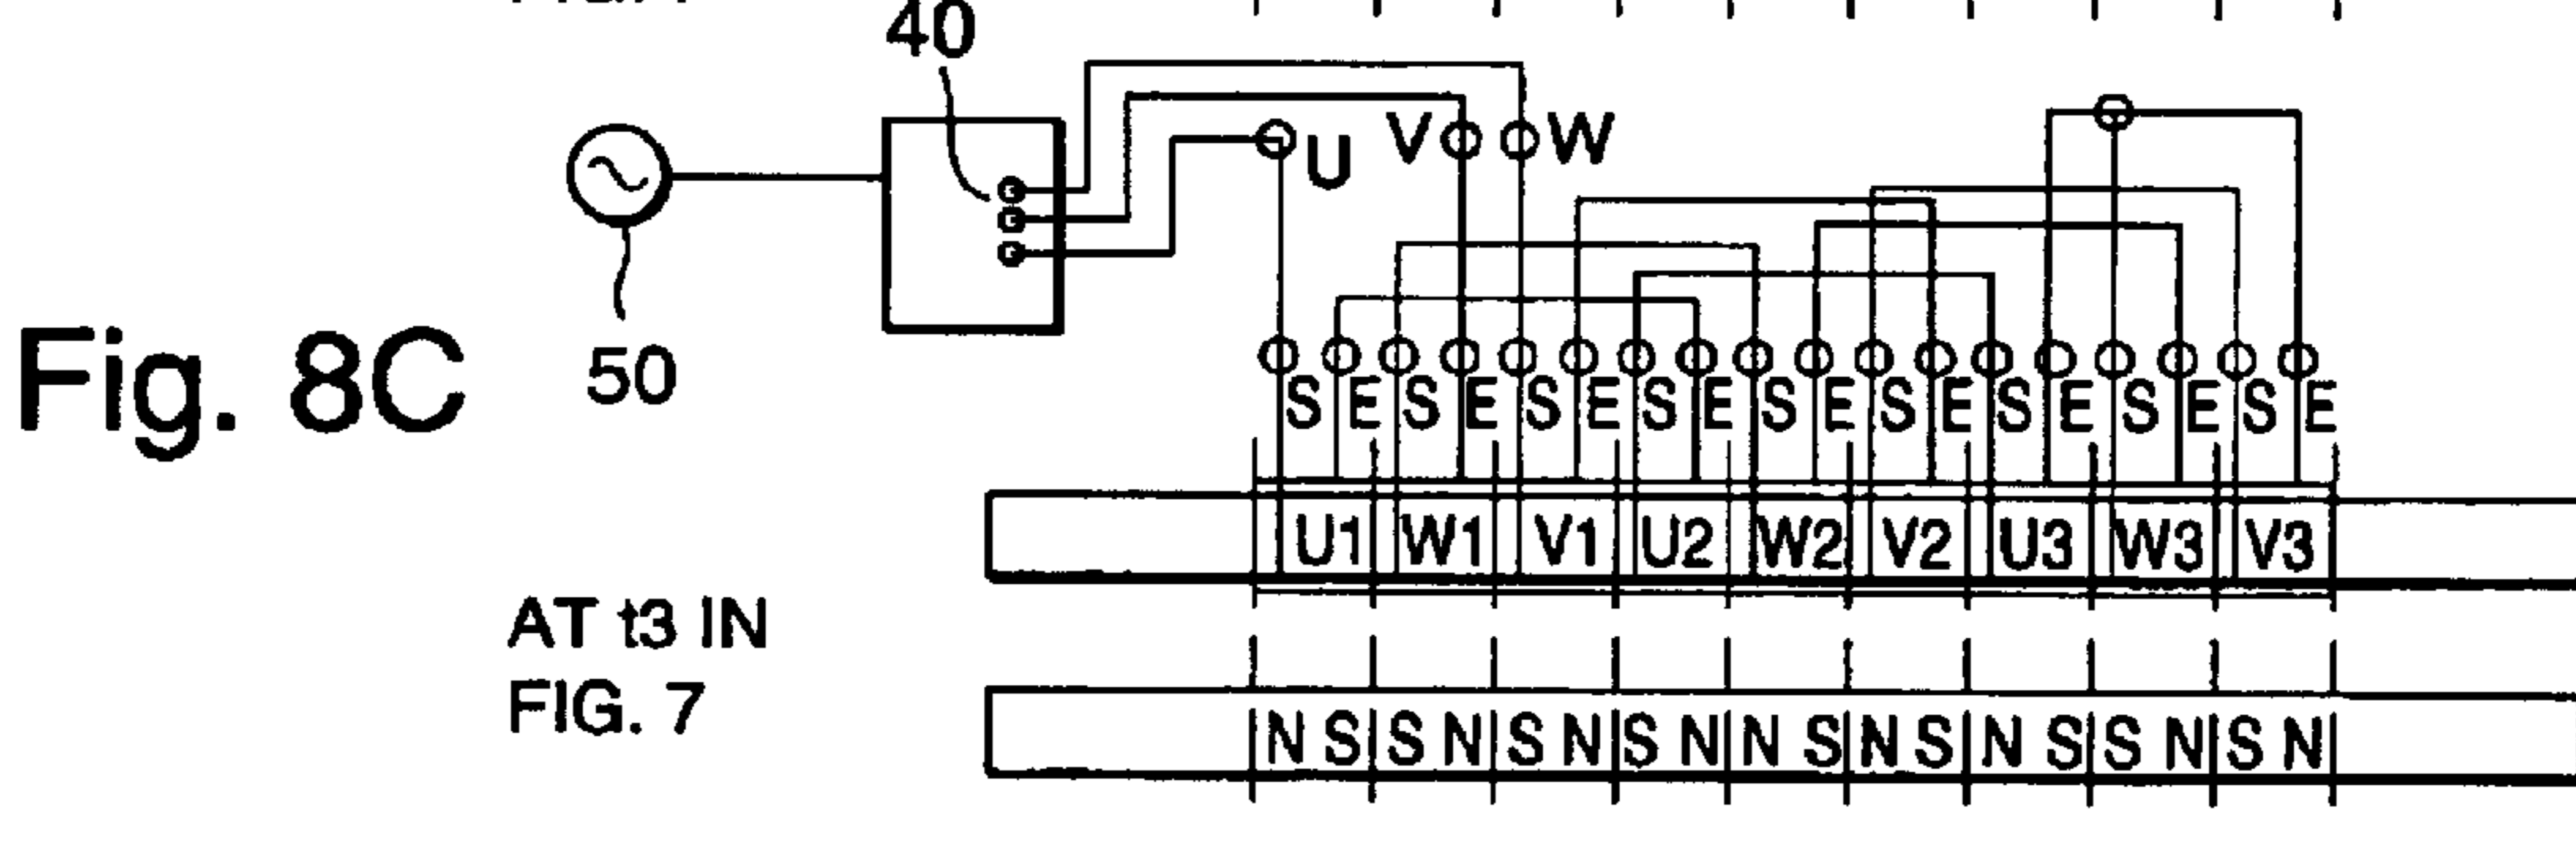 40
U V W
Fig. 8C
50
S E S E S E S E S E S E S E S E S E
U1 W1 V1 U2 W2 V2 U3 W3 V3
AT t3 IN
FIG. 7
N S S N S N S N N S N S N S S N S N